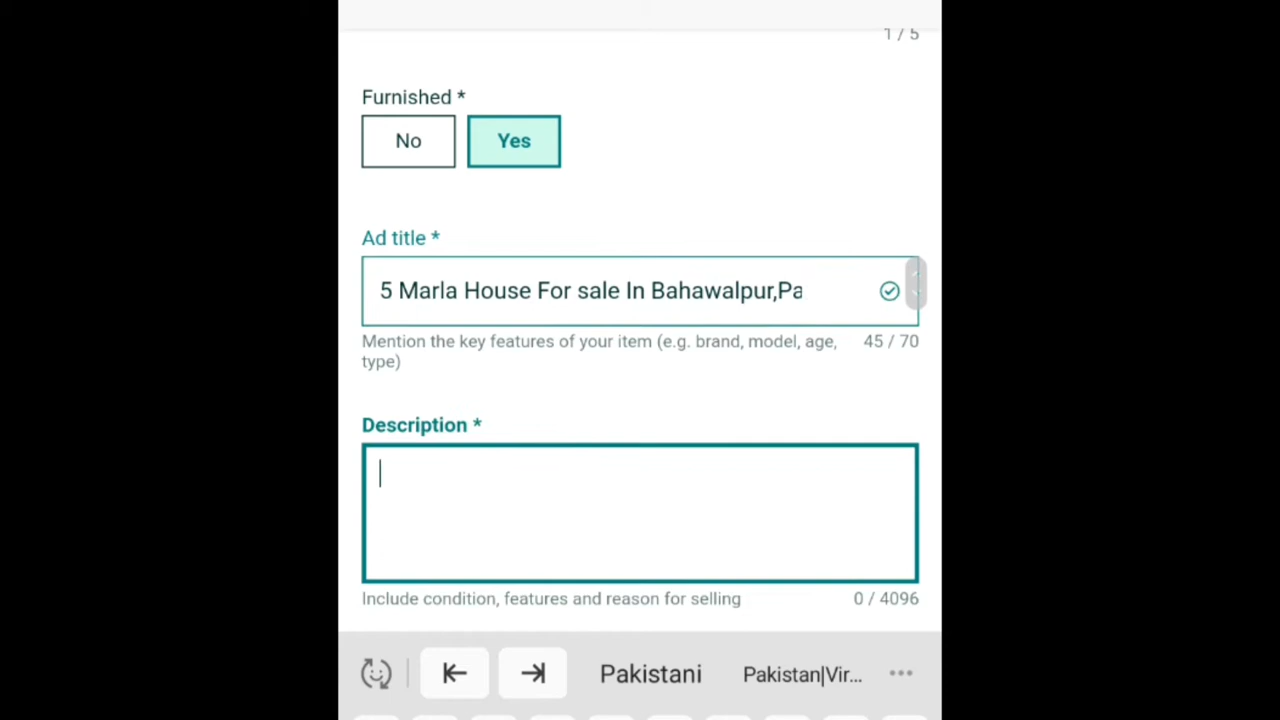 1 / 5
Furnished *
No
Yes
Ad title *
5 Marla House For sale In Bahawalpur,Pa
Mention the key features of your item (e.g. brand, model, age, 45 / 70
type)
Description *
Include condition, features and reason for selling 0 / 4096
Pakistani Pakistan|Vir...